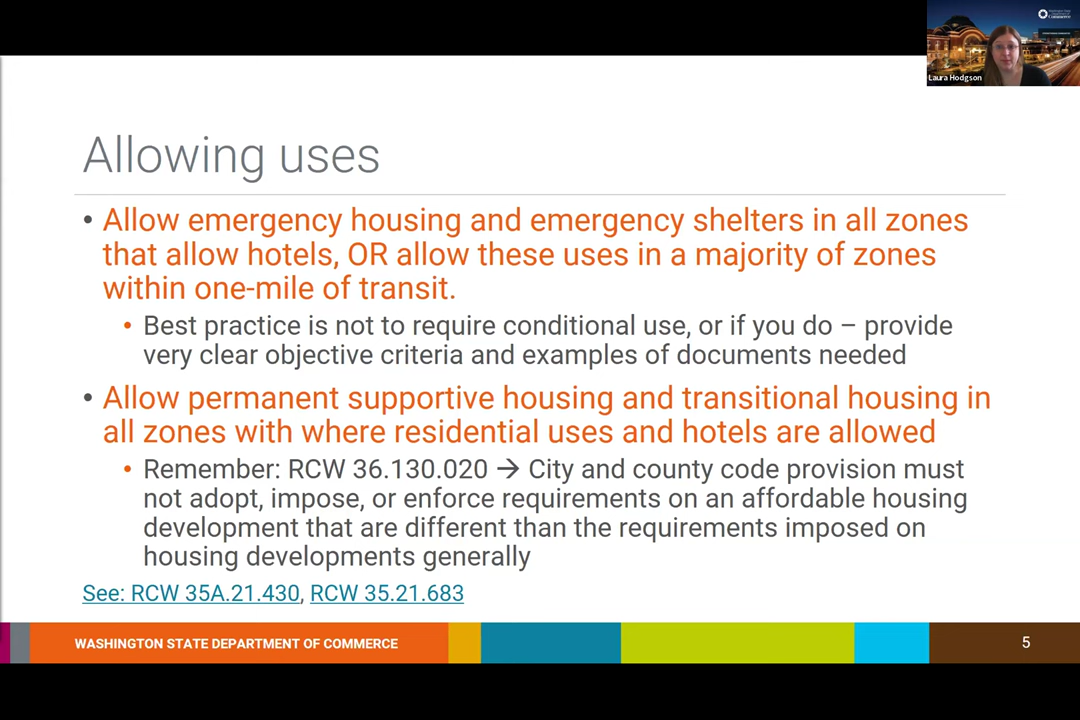 Washington State
Department of
Commerce
Laura Hodgson
Allowing uses
• Allow emergency housing and emergency shelters in all zones
that allow hotels, OR allow these uses in a majority of zones
within one-mile of transit.
• Best practice is not to require conditional use, or if you do – provide
very clear objective criteria and examples of documents needed
• Allow permanent supportive housing and transitional housing in
all zones with where residential uses and hotels are allowed
• Remember: RCW 36.130.020 → City and county code provision must
not adopt, impose, or enforce requirements on an affordable housing
development that are different than the requirements imposed on
housing developments generally
See: RCW 35A.21.430, RCW 35.21.683
WASHINGTON STATE DEPARTMENT OF COMMERCE
5